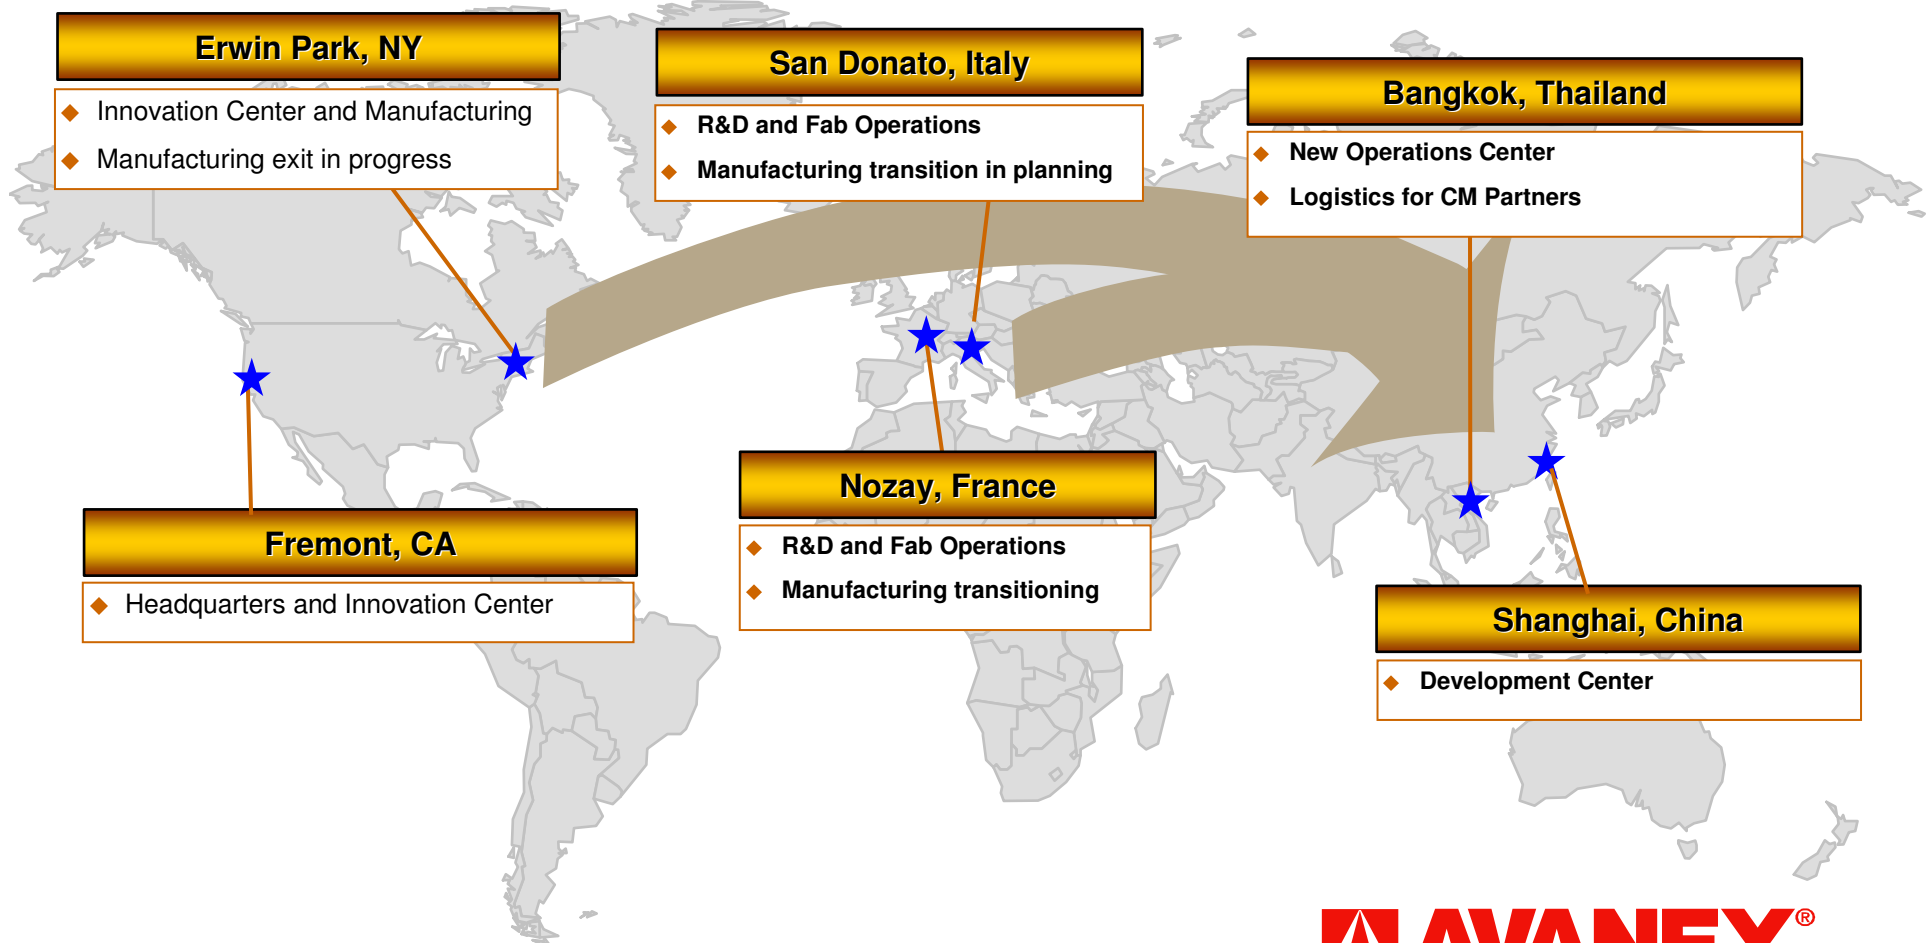 Erwin Park, NY
Innovation Center and Manufacturing
Manufacturing exit in progress
San Donato, Italy
R&D and Fab Operations
Manufacturing transition in planning
Bangkok, Thailand
New Operations Center
Logistics for CM Partners
Fremont, CA
Headquarters and Innovation Center
Nozay, France
R&D and Fab Operations
Manufacturing transitioning
Shanghai, China
Development Center
AVANEX®